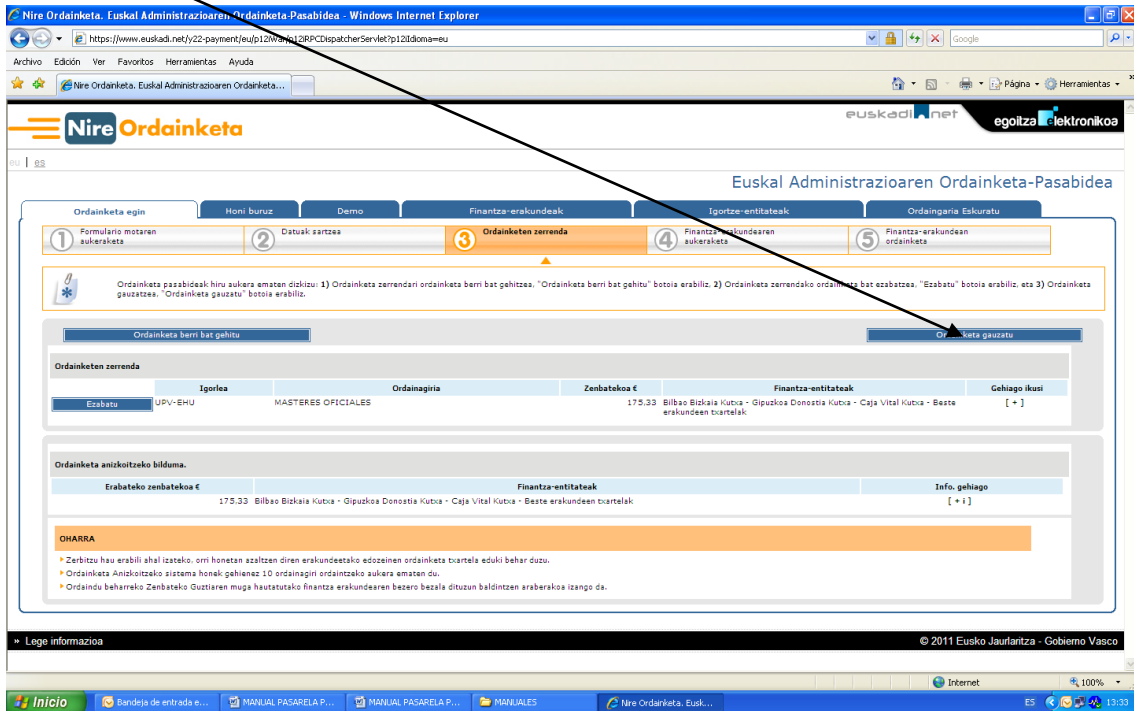 Nire Ordainketa. Euskal Administrazioaren Ordainketa-Pasabidea - Windows Internet Explorer
https://www.euskadi.net/y22-payment/eu/p12iWar/p12iRPCDispatcherServlet?p12iIdioma=eu
Google
Archivo Edición Ver Favoritos Herramientas Ayuda
Nire Ordainketa. Euskal Administrazioaren Ordainketa...
Página
Herramientas
Nire Ordainketa
euskadi net
egoitza elektronikoa
eu | es
Euskal Administrazioaren Ordainketa-Pasabidea
Ordainketa egin Honi buruz Demo Finantza-erakundeak Igortze-entitateak Ordaingaria Eskuratu
1 Formulario motaren aukeraketa
2 Datuak sartzea
3 Ordainketen zerrenda
4 Finantza-erakundearen aukeraketa
5 Finantza-erakundean ordainketa
Ordainketa pasabideak hiru aukera ematen dizkizu: 1) Ordainketa zerrendari ordainketa berri bat gehitzea, "Ordainketa berri bat gehitu" botoia erabiliz, 2) Ordainketa zerrendako ordainketa bat ezabatzea, "Ezabatu" botoia erabiliz, eta 3) Ordainketa
gauzatzea, "Ordainketa gauzatu" botoia erabiliz.
Ordainketa berri bat gehitu
Ordainketa gauzatu
Ordainketen zerrenda
Igorlea Ordainagiria Zenbatekoa € Finantza-entitateak Gehiago ikusi
Ezabatu UPV-EHU MASTERES OFICIALES 175,33 Bilbao Bizkaia Kutxa - Gipuzkoa Donostia Kutxa - Caja Vital Kutxa - Beste [ + ]
erakundeen txartelak
Ordainketa anizkoitzeko bilduma.
Erabateko zenbatekoa € Finantza-entitateak Info. gehiago
175,33 Bilbao Bizkaia Kutxa - Gipuzkoa Donostia Kutxa - Caja Vital Kutxa - Beste erakundeen txartelak [ + i ]
OHARRA
Zerbitzu hau erabili ahal izateko, orri honetan azaltzen diren erakundeetako edozeinen ordainketa txartela eduki behar duzu.
Ordainketa Anizkoitzeko sistema honek gehienez 10 ordainagiri ordaintzeko aukera ematen du.
Ordaindu beharreko Zenbateko Guztiaren muga hautatutako finantza erakundearen bezero bezala dituzun baldintzen araberakoa izango da.
» Lege informazioa
© 2011 Eusko Jaurlaritza - Gobierno Vasco
Internet
100%
Inicio
Bandeja de entrada e...
MANUAL PASARELA P...
MANUAL PASARELA P...
MANUALES
Nire Ordainketa. Eusk...
ES
13:33